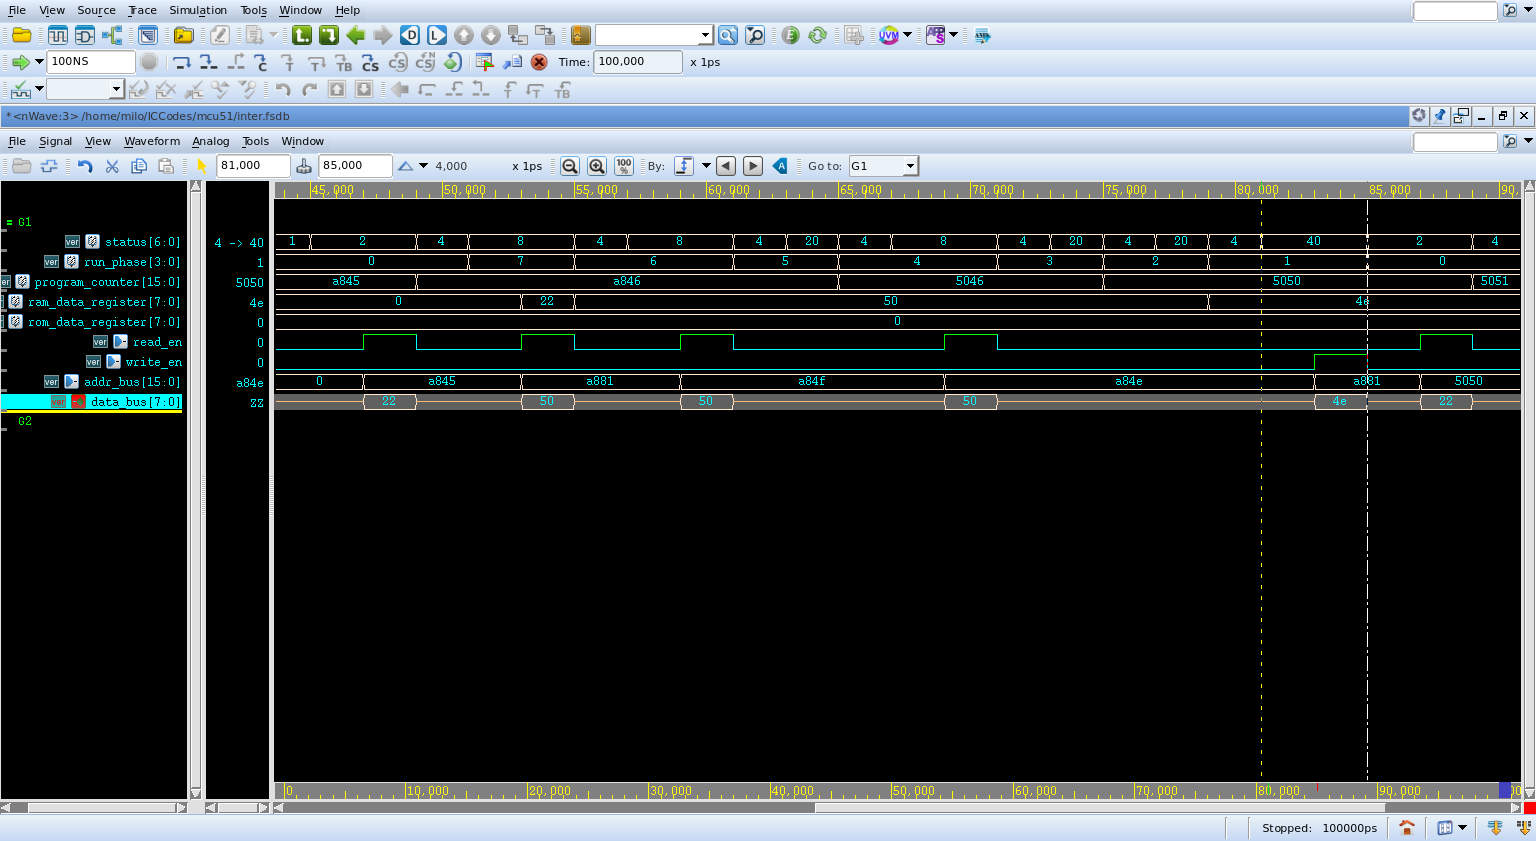 File View Source Trace Simulation Tools Window Help
100NS Time: 100,000 x 1ps
*<nWave:3> /home/milo/ICCodes/mcu51/inter.fsdb
File Signal View Waveform Analog Tools Window
81,000 85,000 4,000 x 1ps 100 % By: Go to: G1
45,000 50,000 55,000 60,000 65,000 70,000 75,000 80,000 85,000 90,
= G1
ver status[6:0] 4 -> 40 1 2 4 8 4 8 4 20 4 8 4 20 4 20 4 40 2 4
ver run_phase[3:0] 1 0 7 6 5 4 3 2 1 0
er program_counter[15:0] 5050 a845 a846 5046 5050 5051
ram_data_register[7:0] 4e 0 22 50 4e
rom_data_register[7:0] 0 0
ver read_en 0
ver write_en 0
ver addr_bus[15:0] a84e 0 a845 a881 a84f a84e a881 5050
ver data_bus[7:0] zz 22 50 50 50 4e 22
G2
0 10,000 20,000 30,000 40,000 50,000 60,000 70,000 80,000 90,000 00
Stopped: 100000ps